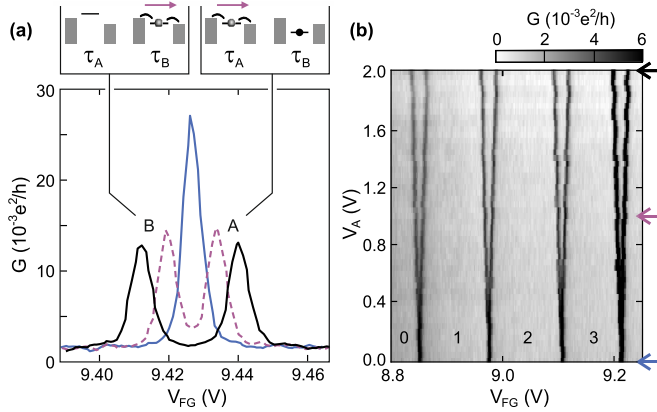 (a)
τA τB τA τB
G (10⁻³e²/h)
30
20
10
0
B A
9.40 9.42 9.44 9.46
VFG (V)
G (10⁻³e²/h)
0 2 4 6
(b)
VA (V)
2.0
1.6
1.2
0.8
0.4
0.0
0 1 2 3
8.8 9.0 9.2
VFG (V)